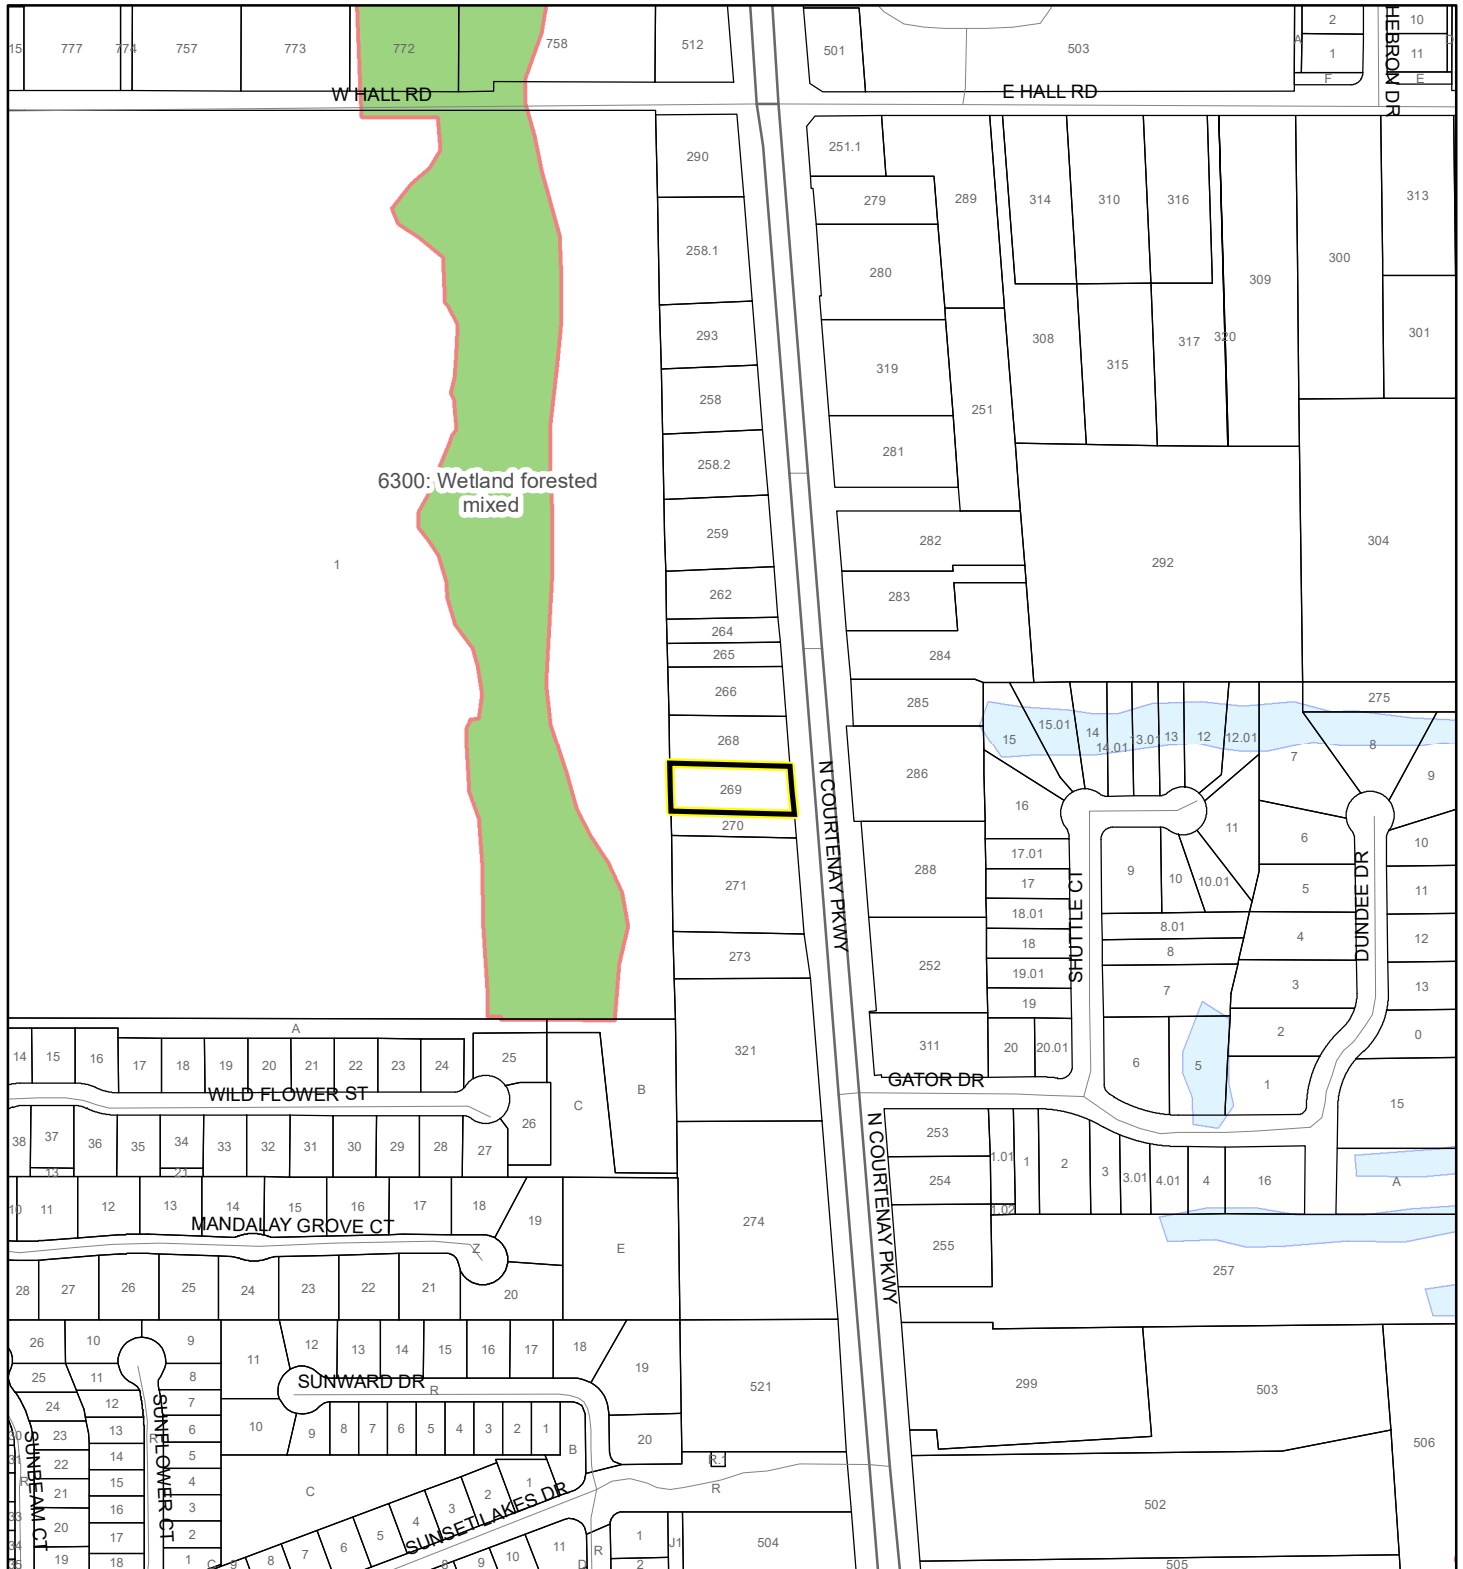 15 777 774 757 773 772 758 512 501 503 A 2 10
1 11
F E
HEBRON DR
W HALL RD
E HALL RD
290 251.1
279 289 314 310 316 313
258.1 280 309 300
293 319 308 315 317 320 301
258 281 251
258.2
6300: Wetland forested
mixed
1
259 282 292 304
262 283
264
265 284
266 285 275
268 286
269
270
271 288
273 252
N COURTENAY PKWY
15 15.01 14 14.01 13.01 13 12 12.01 7 8 9
16 11 6 10
17.01 9 10 10.01 5 11
17
18.01 8.01 4 12
18 8
19.01 7 3 13
19 2 0
SHUTTLE CT
DUNDEE DR
A
321 311 20 20.01 6 5 1 15
GATOR DR
14 15 16 17 18 19 20 21 22 23 24 25
WILD FLOWER ST
26 C B
38 37 36 35 34 33 32 31 30 29 28 27
13 21
N COURTENAY PKWY
253 1.01 1 2 3 3.01 4.01 4 16 A
254 1.02
255 257
10 11 12 13 14 15 16 17 18 19 E 274
MANDALAY GROVE CT
Z
28 27 26 25 24 23 22 21 20
26 10 9 11 12 13 14 15 16 17 18 19 521 299 503
25 11 8
24 12 7
SUNWARD DR
R
30 23 13 6 10 9 8 7 6 5 4 3 2 1 B 20 506
31 22 14 5
R 21 15 4 C R.1 R
33 20 16 3 502
34 17 2
35 19 18 1
SUNBEAM CT
R
SUNFLOWER CT
C 9 8 7 6 5 4 3 2 1
SUNSET LAKES DR
8 9 10 11 D R 1 J1 504
2 505